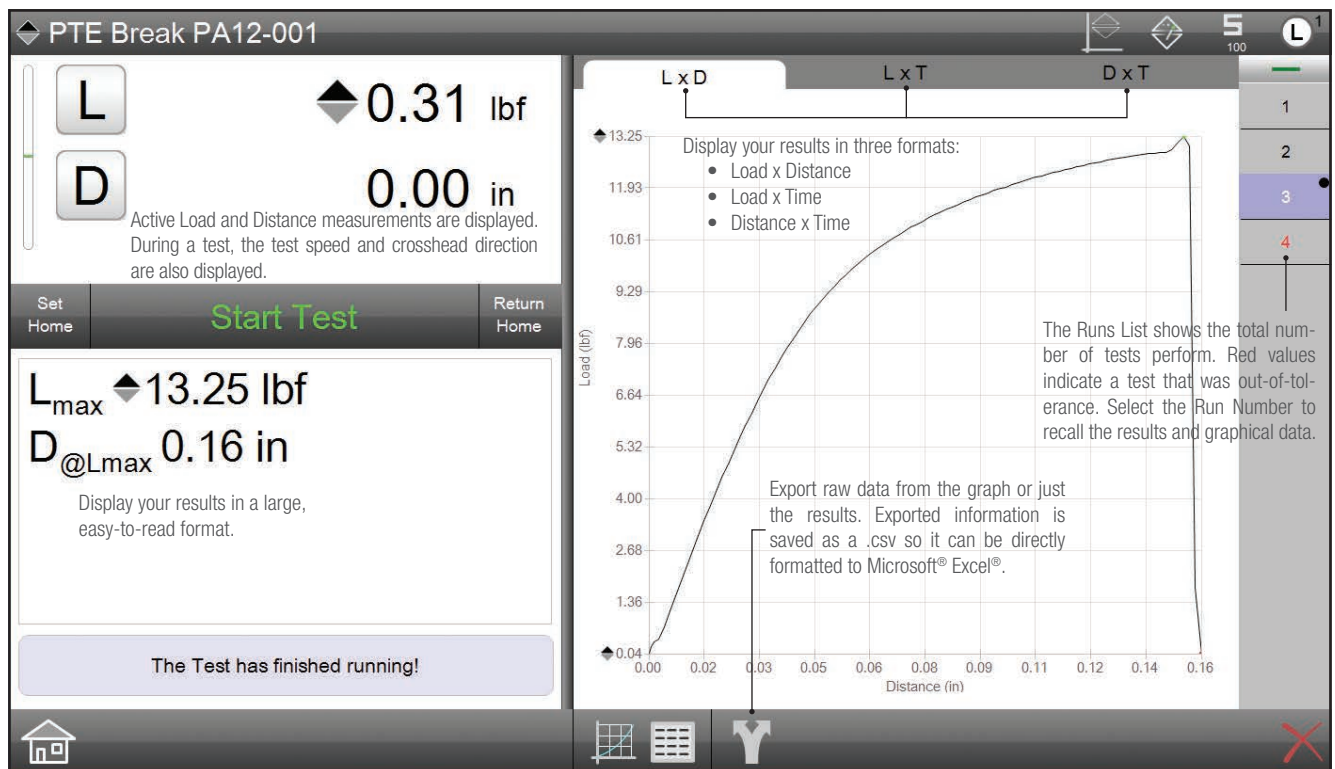 PTE Break PA12-001
5
100
L
1
L
0.31 lbf
D
0.00 in
Active Load and Distance measurements are displayed.
During a test, the test speed and crosshead direction
are also displayed.
Set
Home
Start Test
Return
Home
Lmax 13.25 lbf
D@Lmax 0.16 in
Display your results in a large,
easy-to-read format.
The Test has finished running!
L x D
L x T
D x T
Display your results in three formats:
• Load x Distance
• Load x Time
• Distance x Time
13.25
11.93
10.61
9.29
7.96
6.64
5.32
4.00
2.68
1.36
0.04
Load (lbf)
0.00 0.02 0.03 0.05 0.06 0.08 0.09 0.11 0.12 0.14 0.16
Distance (in)
Export raw data from the graph or just
the results. Exported information is
saved as a .csv so it can be directly
formatted to Microsoft® Excel®.
1
2
3
4
The Runs List shows the total num-
ber of tests perform. Red values
indicate a test that was out-of-tol-
erance. Select the Run Number to
recall the results and graphical data.